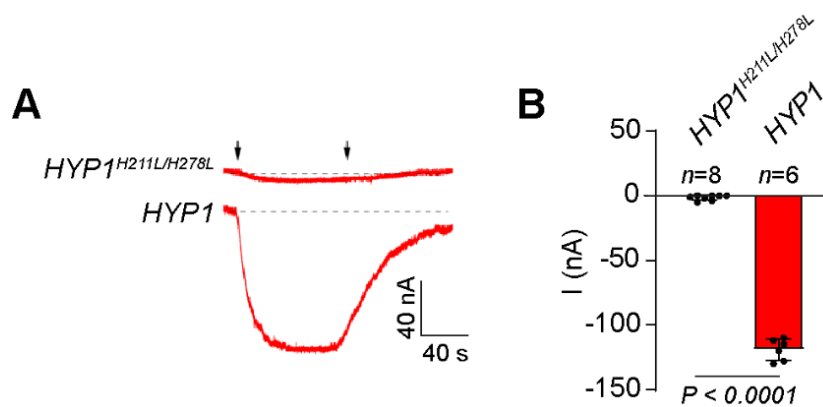 A
HYP1H211L/H278L
HYP1
40 nA
40 s
B
HYP1H211L/H278L
HYP1
n=8
n=6
I (nA)
50
0
-50
-100
-150
P < 0.0001